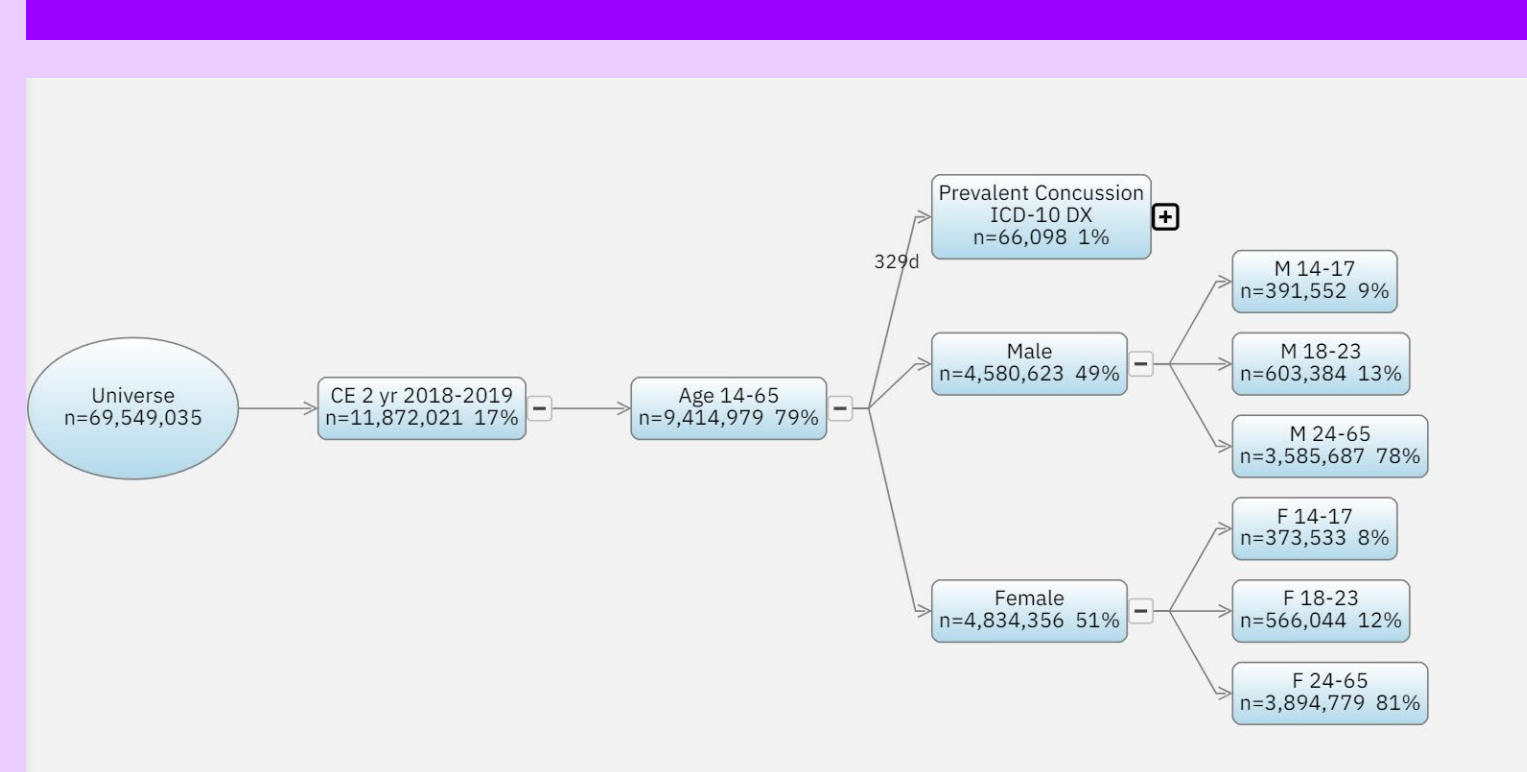 Universe
n=69,549,035
CE 2 yr 2018-2019
n=11,872,021 17%
Age 14-65
n=9,414,979 79%
329d
Prevalent Concussion
ICD-10 DX
n=66,098 1%
Male
n=4,580,623 49%
M 14-17
n=391,552 9%
M 18-23
n=603,384 13%
M 24-65
n=3,585,687 78%
Female
n=4,834,356 51%
F 14-17
n=373,533 8%
F 18-23
n=566,044 12%
F 24-65
n=3,894,779 81%